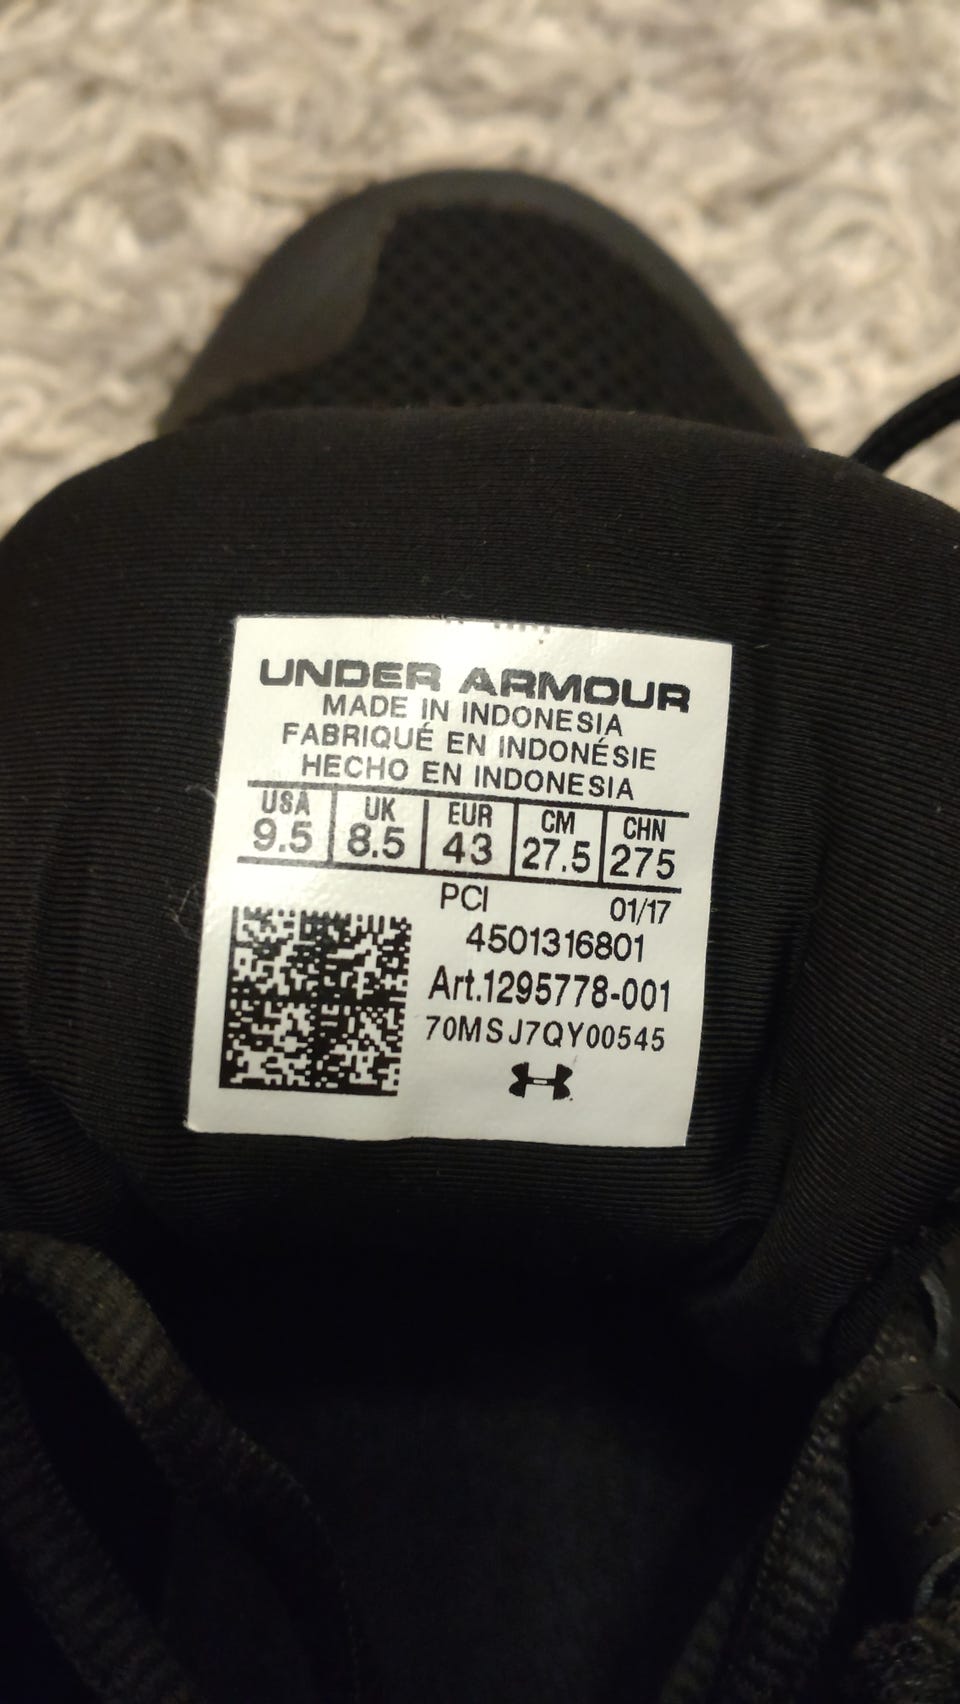 UNDER ARMOUR
MADE IN INDONESIA
FABRIQUÉ EN INDONÉSIE
HECHO EN INDONESIA
USA UK EUR CM CHN
9.5 8.5 43 27.5 275
PCI 01/17
4501316801
Art.1295778-001
70MSJ7QY00545